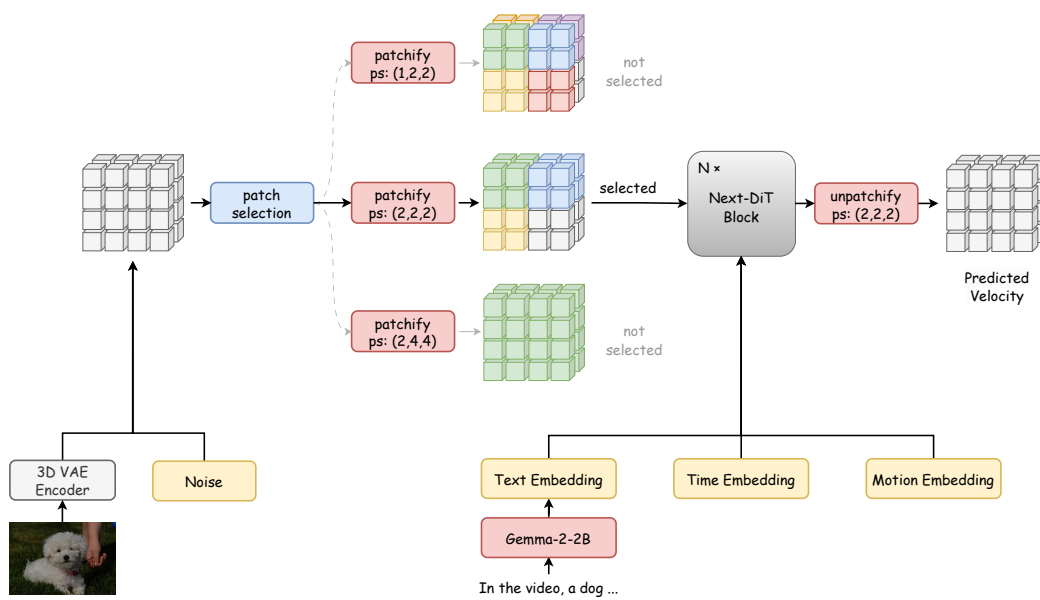 patchify
ps: (1,2,2)
not
selected
patch
selection
patchify
ps: (2,2,2)
selected
N ×
Next-DiT
Block
unpatchify
ps: (2,2,2)
Predicted
Velocity
patchify
ps: (2,4,4)
not
selected
3D VAE
Encoder
Noise
Text Embedding
Time Embedding
Motion Embedding
Gemma-2-2B
In the video, a dog ...